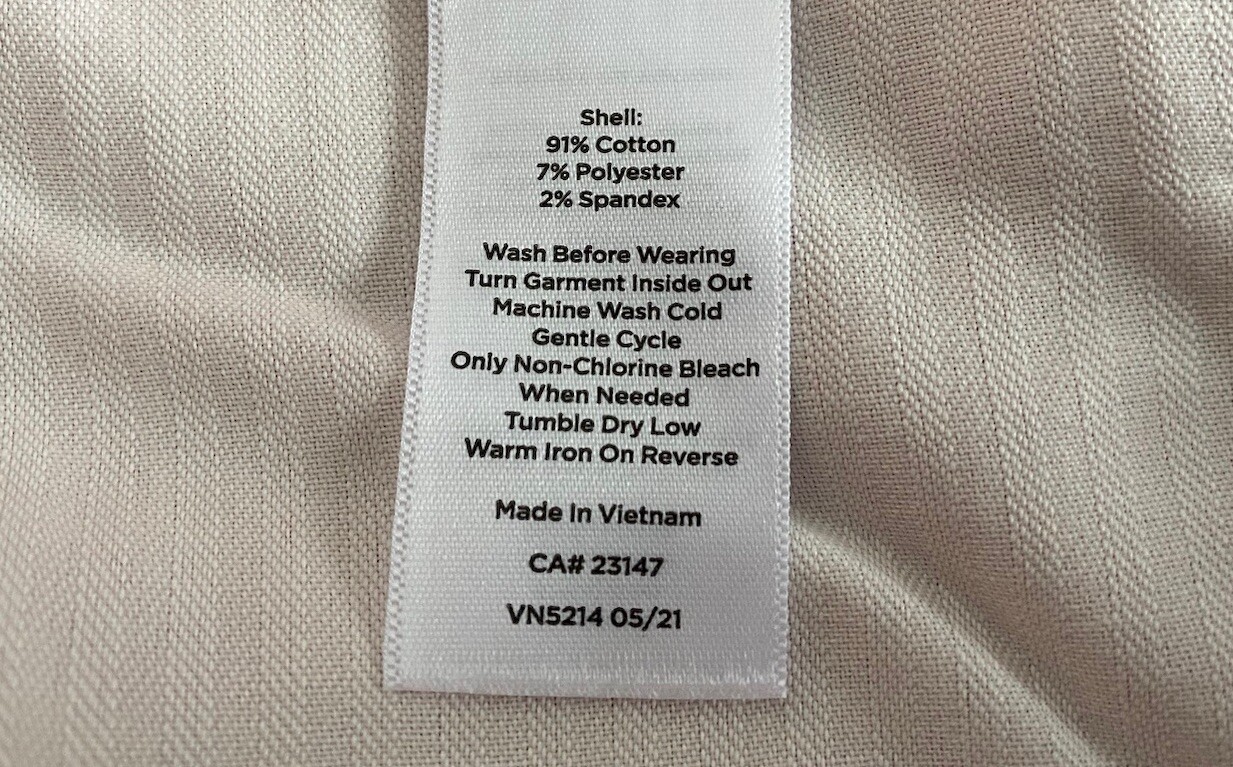 Shell:
91% Cotton
7% Polyester
2% Spandex
Wash Before Wearing
Turn Garment Inside Out
Machine Wash Cold
Gentle Cycle
Only Non-Chlorine Bleach
When Needed
Tumble Dry Low
Warm Iron On Reverse
Made In Vietnam
CA# 23147
VN5214 05/21